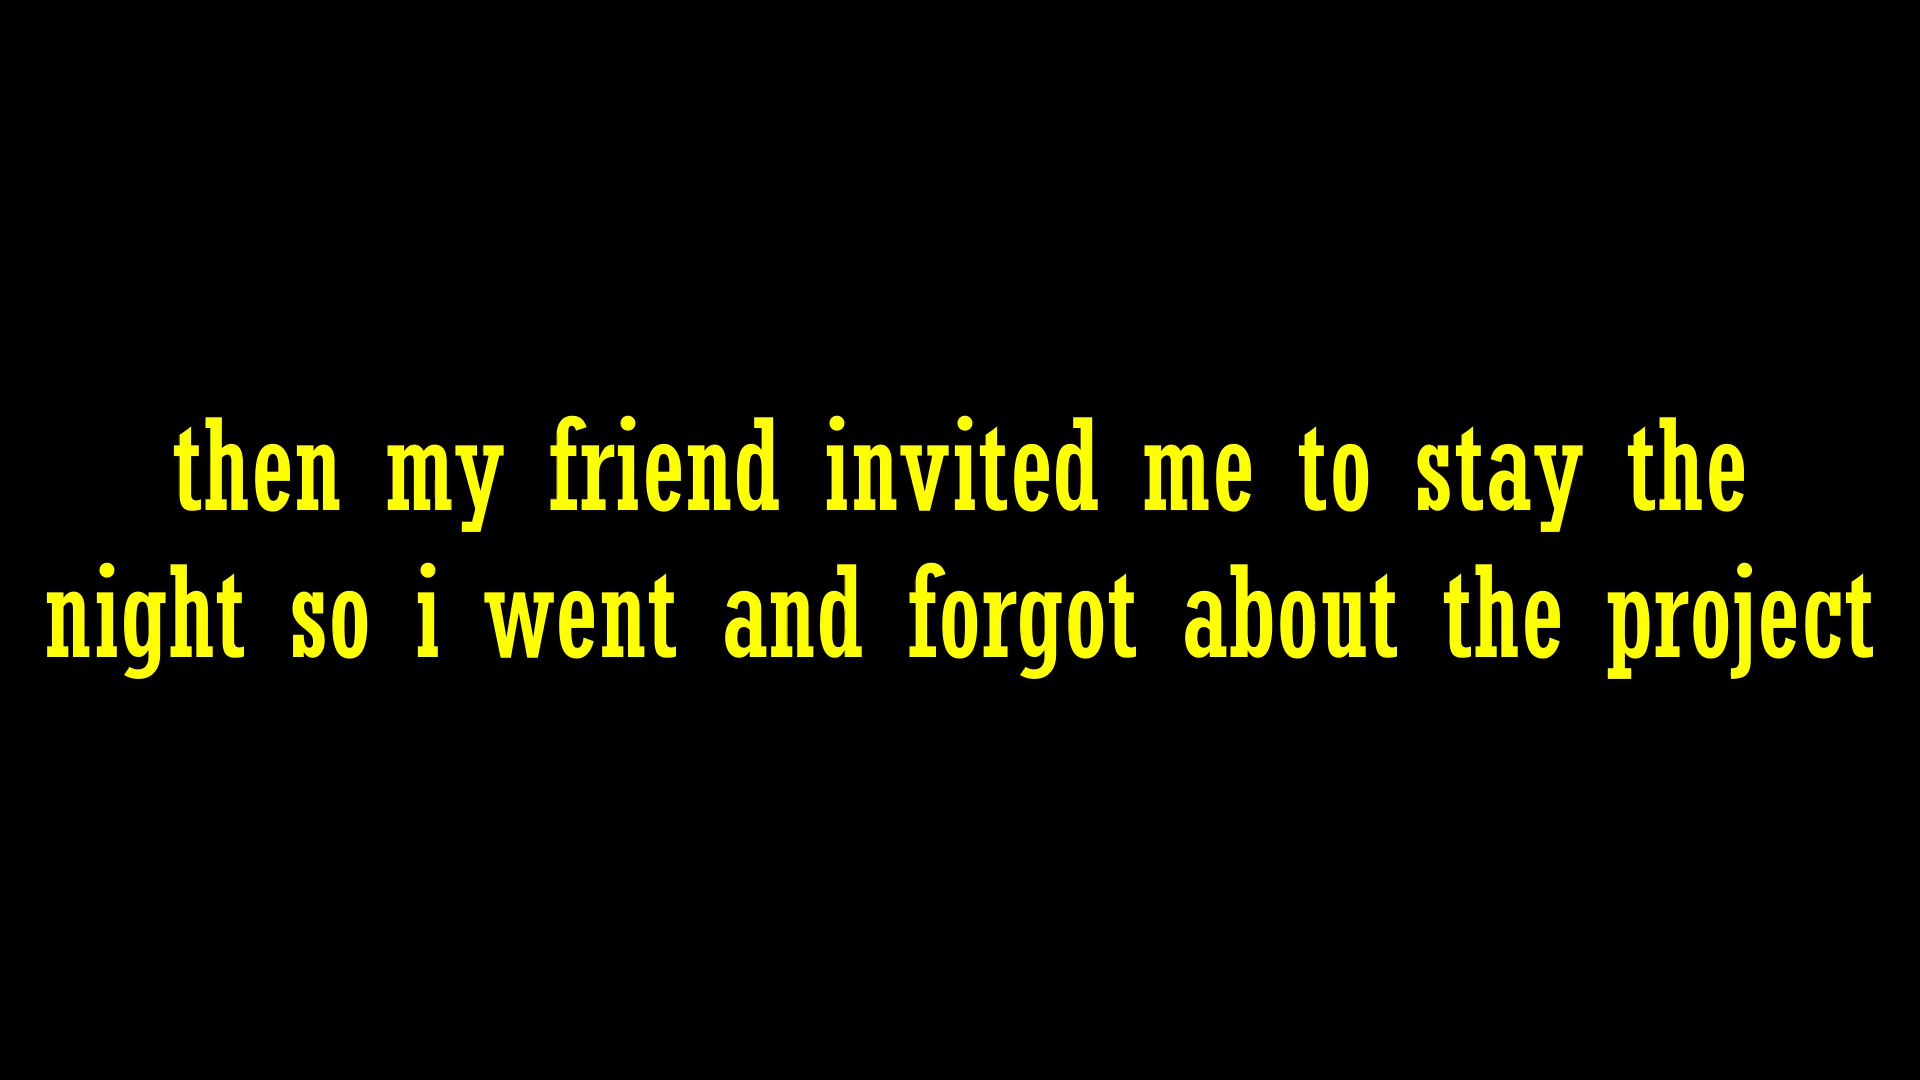 then my friend invited me to stay the
night so i went and forgot about the project